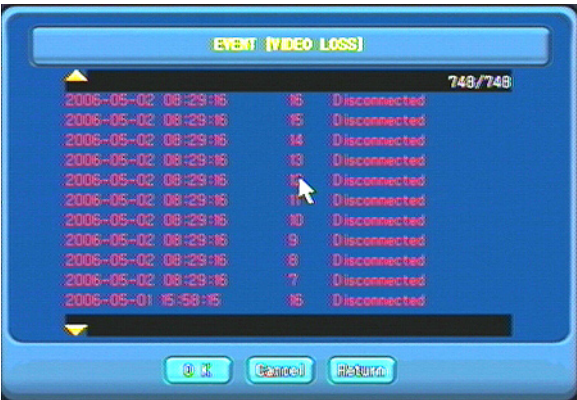 EVENT [VIDEO LOSS]
748/748
2006-05-02 08:29:16 16 Disconnected
2006-05-02 08:29:16 15 Disconnected
2006-05-02 08:29:16 14 Disconnected
2006-05-02 08:29:16 13 Disconnected
2006-05-02 08:29:16 12 Disconnected
2006-05-02 08:29:16 11 Disconnected
2006-05-02 08:29:16 10 Disconnected
2006-05-02 08:29:16 9 Disconnected
2006-05-02 08:29:16 8 Disconnected
2006-05-02 08:29:16 7 Disconnected
2006-05-01 15:58:15 16 Disconnected
O K Cancel Return